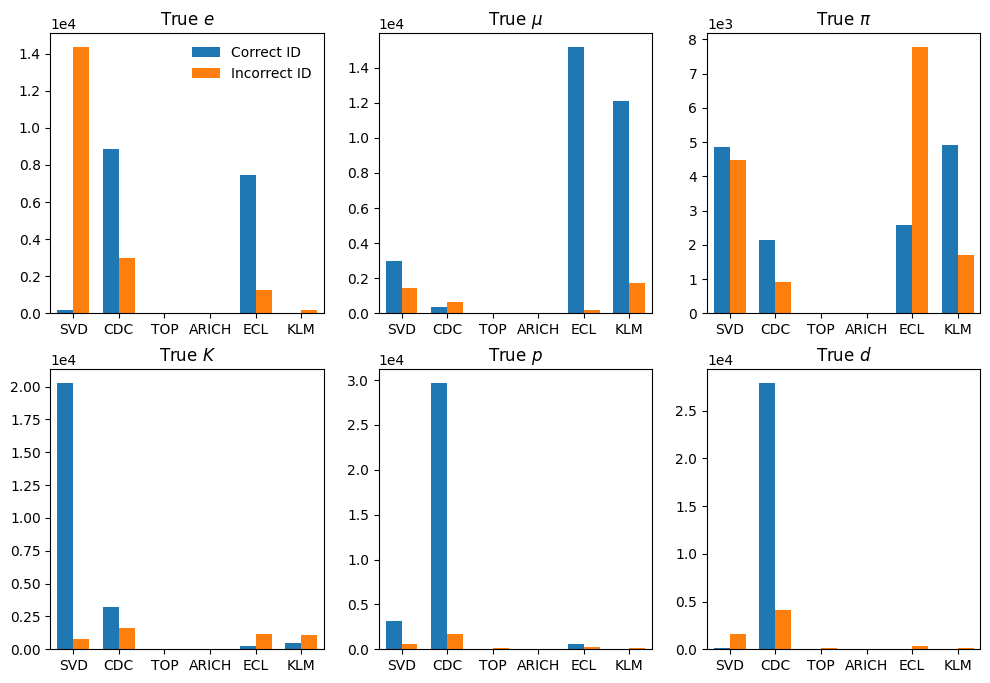 True e
1e4
1.4
1.2
1.0
0.8
0.6
0.4
0.2
0.0
SVD CDC TOP ARICH ECL KLM
Correct ID
Incorrect ID
True μ
1e4
1.4
1.2
1.0
0.8
0.6
0.4
0.2
0.0
SVD CDC TOP ARICH ECL KLM
True π
1e3
8
7
6
5
4
3
2
1
0
SVD CDC TOP ARICH ECL KLM
True K
1e4
2.00
1.75
1.50
1.25
1.00
0.75
0.50
0.25
0.00
SVD CDC TOP ARICH ECL KLM
True p
1e4
3.0
2.5
2.0
1.5
1.0
0.5
0.0
SVD CDC TOP ARICH ECL KLM
True d
1e4
2.5
2.0
1.5
1.0
0.5
0.0
SVD CDC TOP ARICH ECL KLM